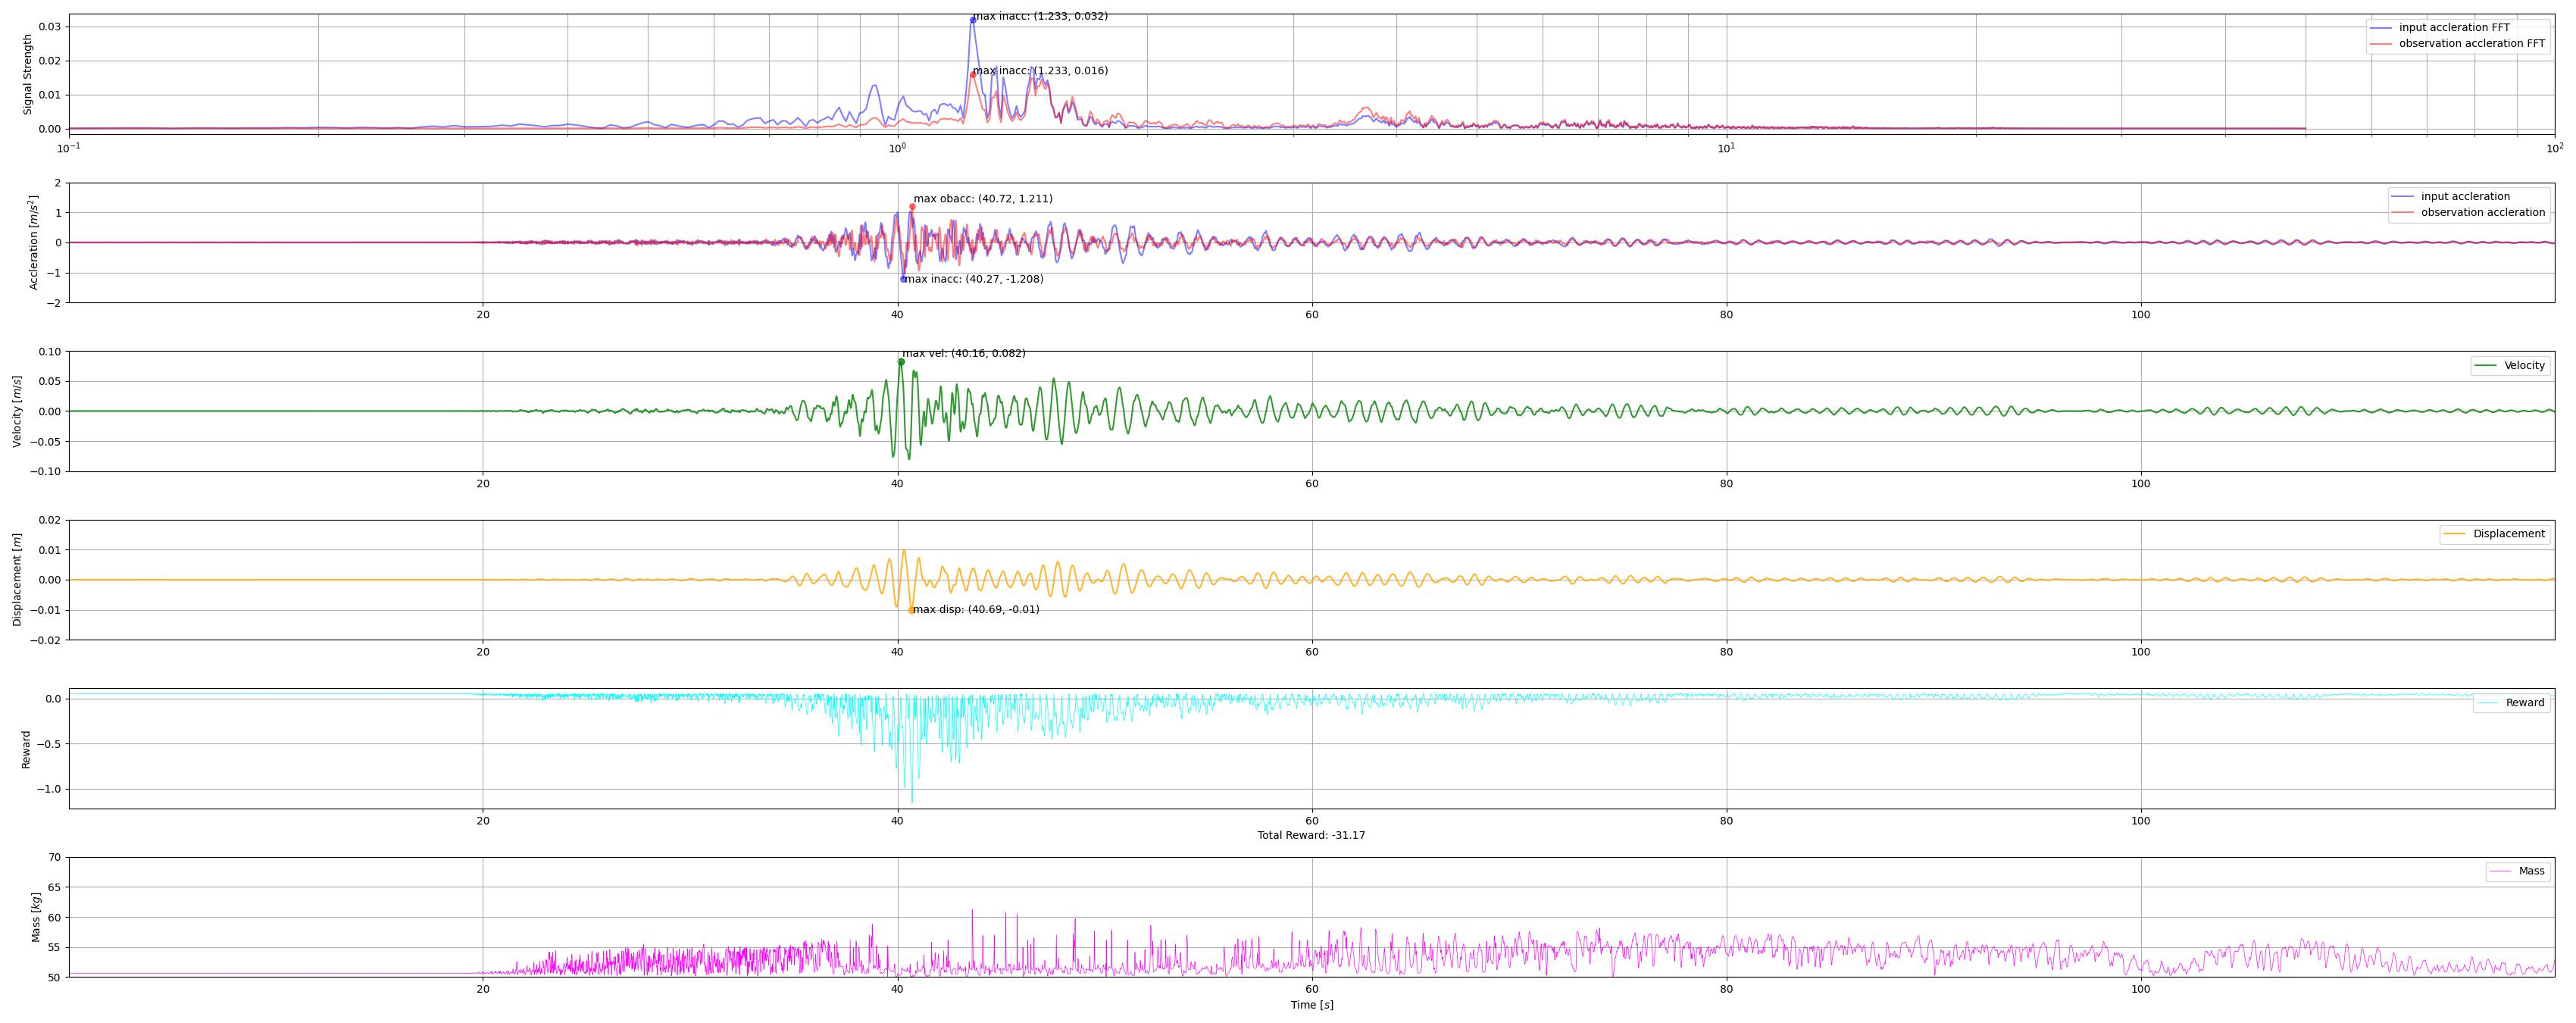 max inacc: (1.233, 0.032)
max inacc: (1.233, 0.016)
input accleration FFT
observation accleration FFT
Signal Strength
0.03
0.02
0.01
0.00
10⁻¹ 10⁰ 10¹ 10²
max obacc: (40.72, 1.211)
max inacc: (40.27, -1.208)
input accleration
observation accleration
Accleration [m/s²]
2
1
0
−1
−2
20 40 60 80 100
max vel: (40.16, 0.082)
Velocity
Velocity [m/s]
0.10
0.05
0.00
−0.05
−0.10
20 40 60 80 100
Displacement
max disp: (40.69, -0.01)
Displacement [m]
0.02
0.01
0.00
−0.01
−0.02
20 40 60 80 100
Reward
Reward
0.0
−0.5
−1.0
20 40 60 80 100
Total Reward: -31.17
Mass
Mass [kg]
70
65
60
55
50
20 40 60 80 100
Time [s]